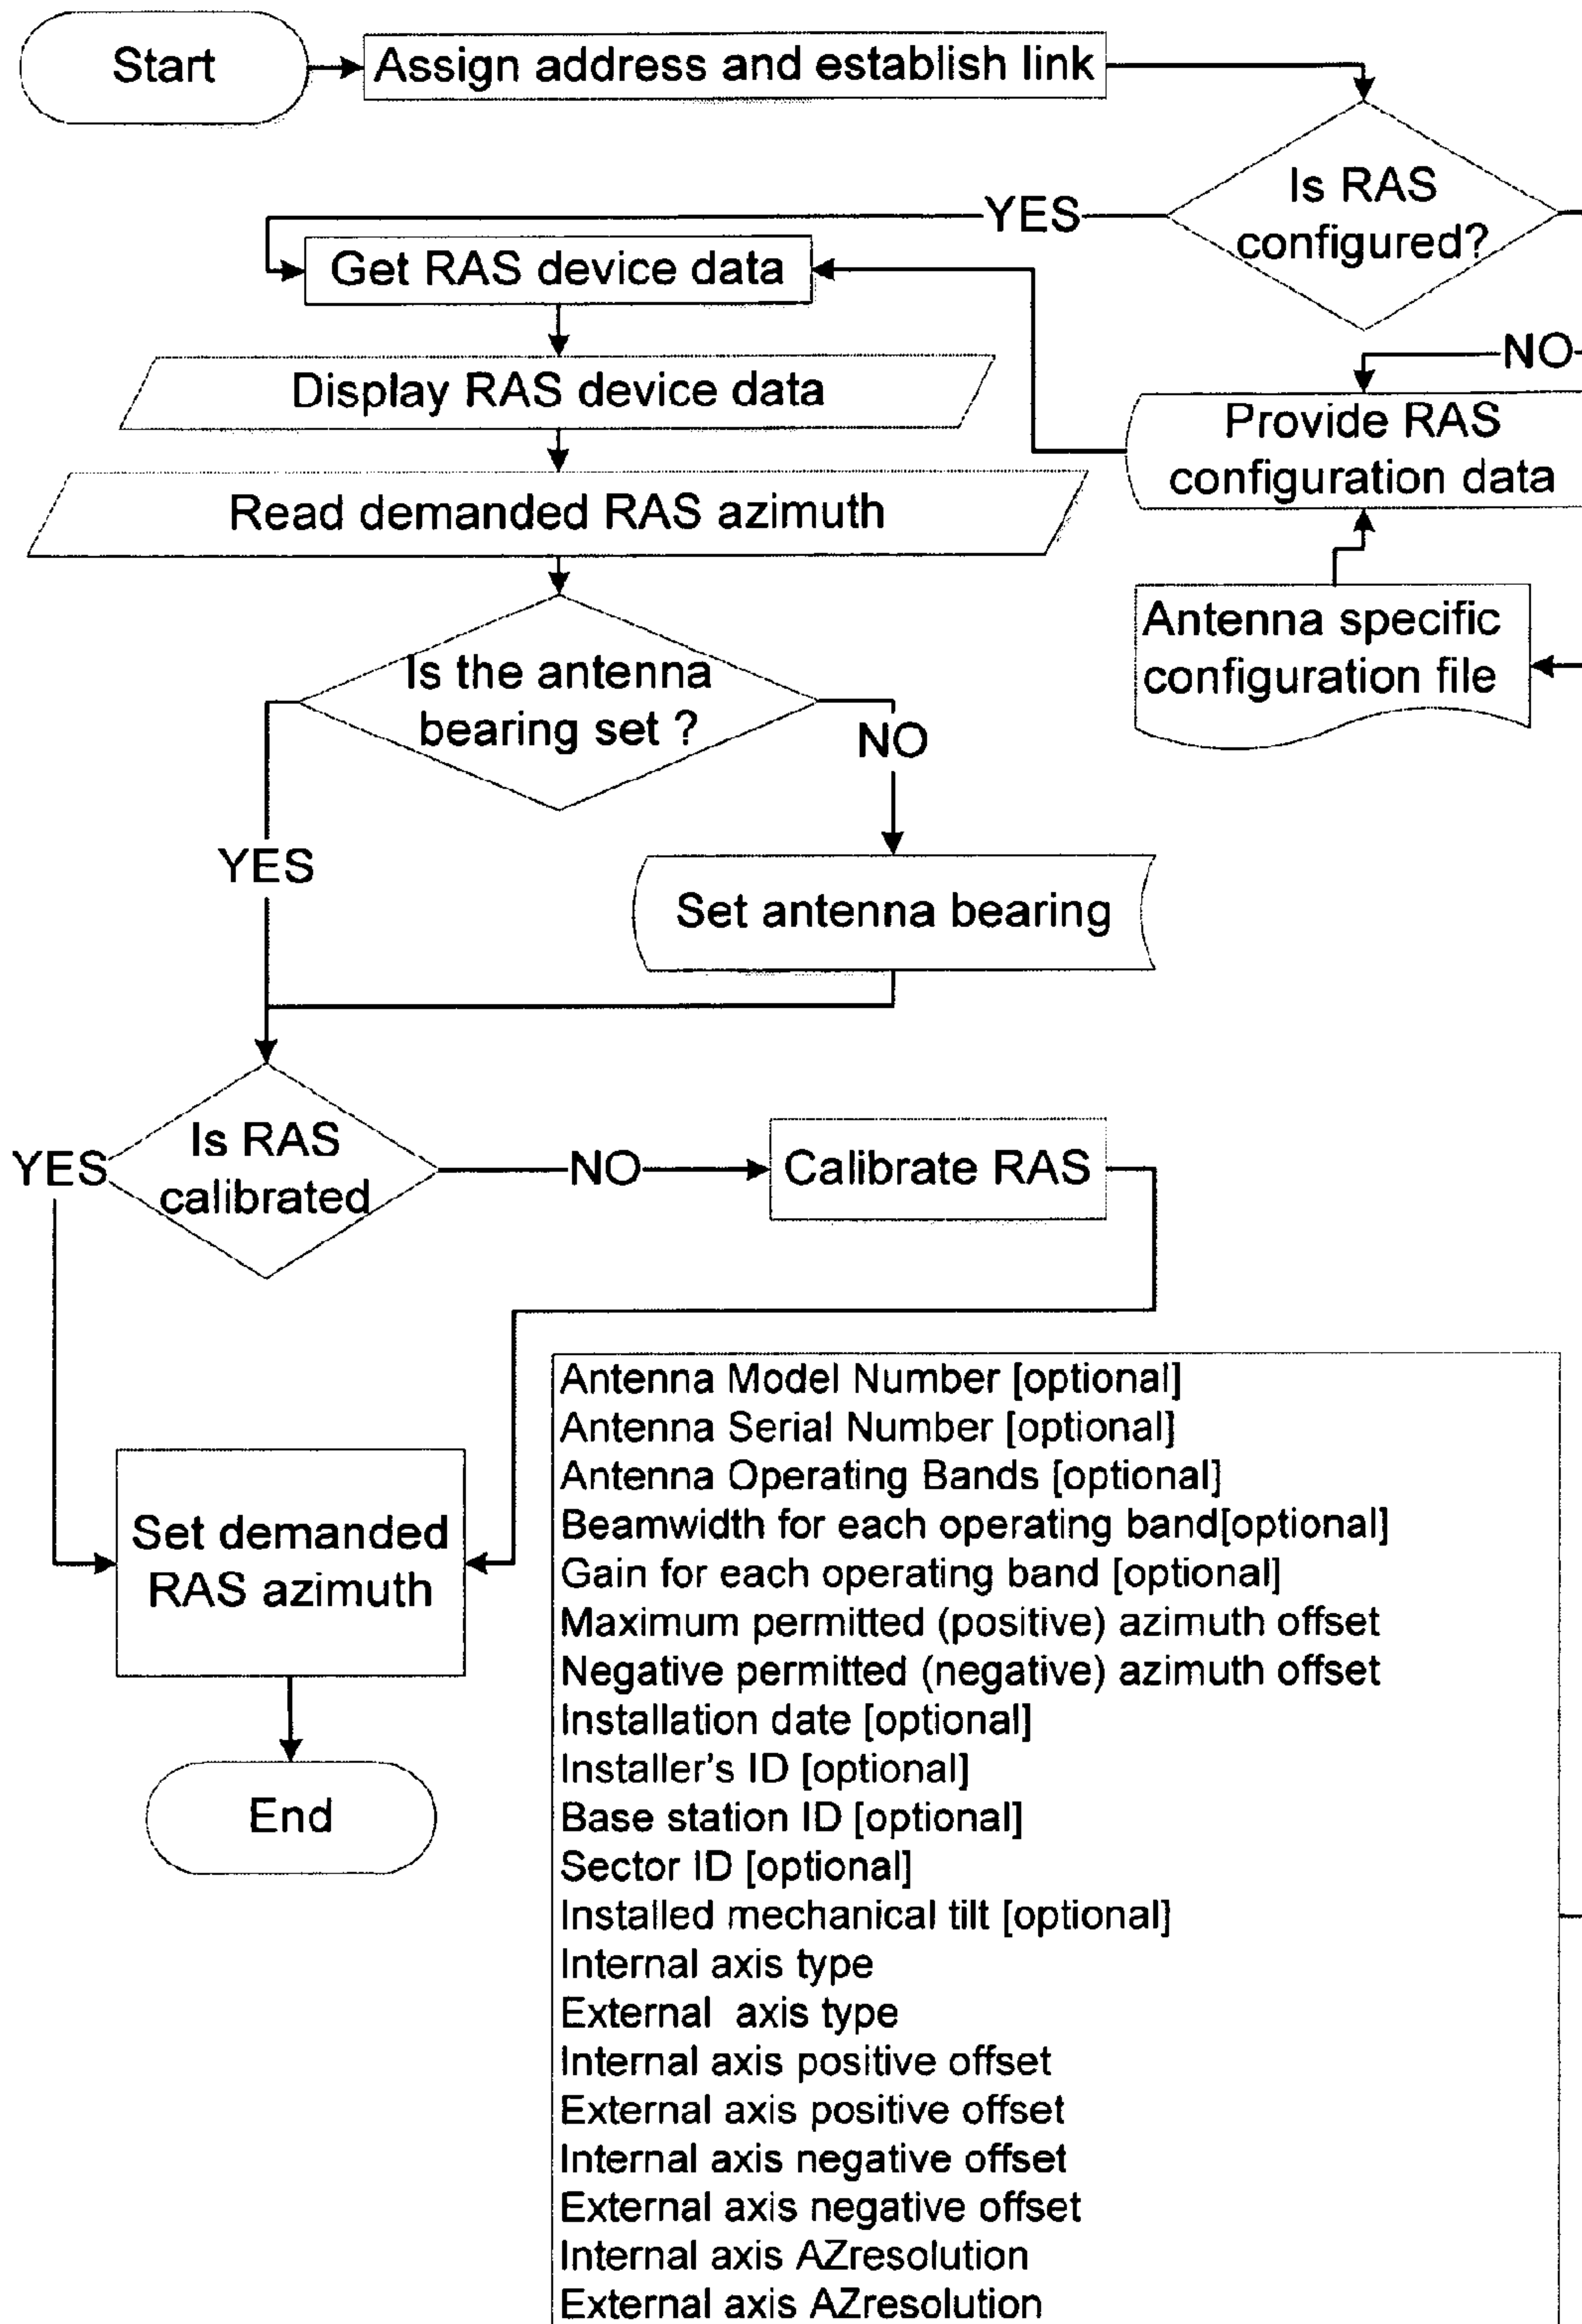 Start
Assign address and establish link
Is RAS
configured?
YES
Get RAS device data
NO
Display RAS device data
Provide RAS
configuration data
Read demanded RAS azimuth
Antenna specific
configuration file
Is the antenna
bearing set ?
NO
YES
Set antenna bearing
Is RAS
calibrated
YES
NO
Calibrate RAS
Set demanded
RAS azimuth
End
Antenna Model Number [optional]
Antenna Serial Number [optional]
Antenna Operating Bands [optional]
Beamwidth for each operating band[optional]
Gain for each operating band [optional]
Maximum permitted (positive) azimuth offset
Negative permitted (negative) azimuth offset
Installation date [optional]
Installer's ID [optional]
Base station ID [optional]
Sector ID [optional]
Installed mechanical tilt [optional]
Internal axis type
External  axis type
Internal axis positive offset
External axis positive offset
Internal axis negative offset
External axis negative offset
Internal axis AZresolution
External axis AZresolution